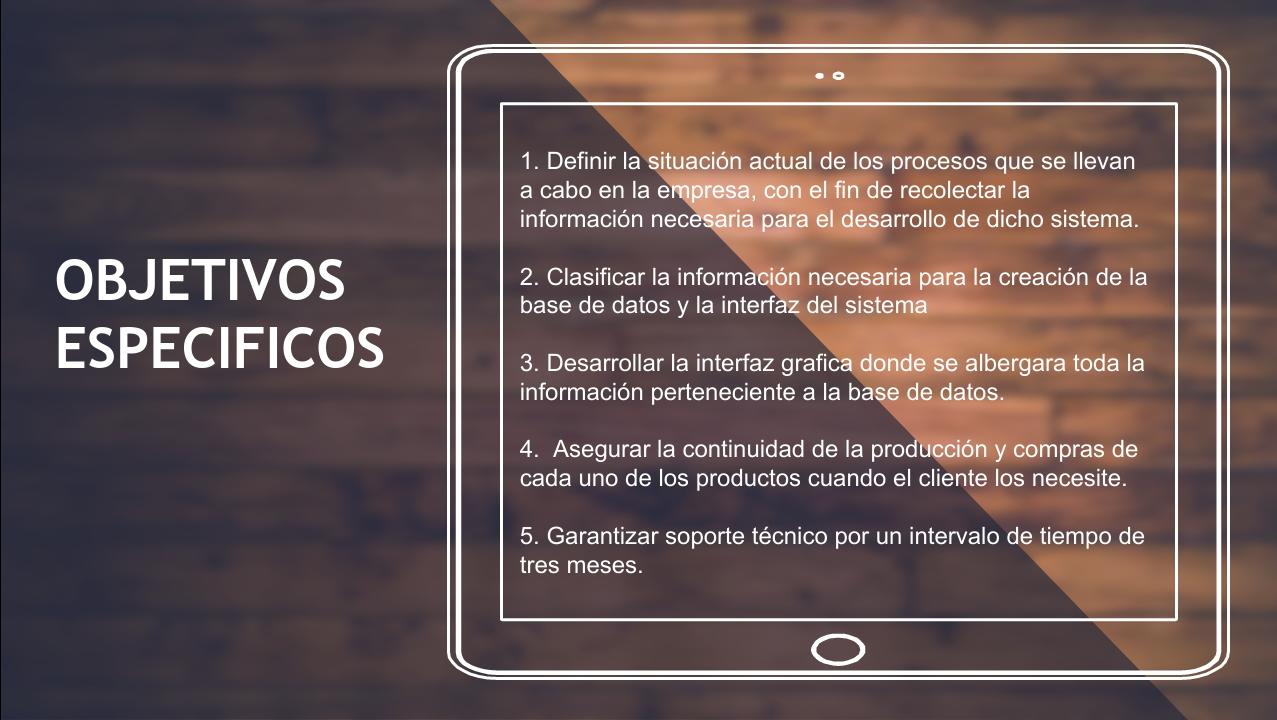 OBJETIVOS
ESPECIFICOS
1. Definir la situación actual de los procesos que se llevan
a cabo en la empresa, con el fin de recolectar la
información necesaria para el desarrollo de dicho sistema.
2. Clasificar la información necesaria para la creación de la
base de datos y la interfaz del sistema
3. Desarrollar la interfaz grafica donde se albergara toda la
información perteneciente a la base de datos.
4.  Asegurar la continuidad de la producción y compras de
cada uno de los productos cuando el cliente los necesite.
5. Garantizar soporte técnico por un intervalo de tiempo de
tres meses.